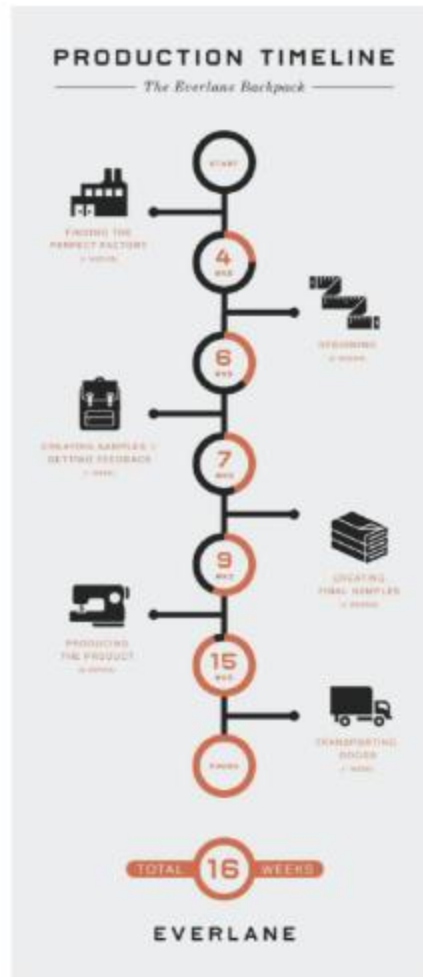 PRODUCTION TIMELINE
The Everlane Backpack
START
FINDING THE
PERFECT FACTORY
4
WKS
DESIGNING
6
WKS
CREATING SAMPLES
GETTING FEEDBACK
7
WKS
CREATING
FINAL SAMPLES
9
WKS
PRODUCING
THE PRODUCT
15
WKS
TRANSPORTING
GOODS
FINISH
TOTAL 16 WEEKS
EVERLANE